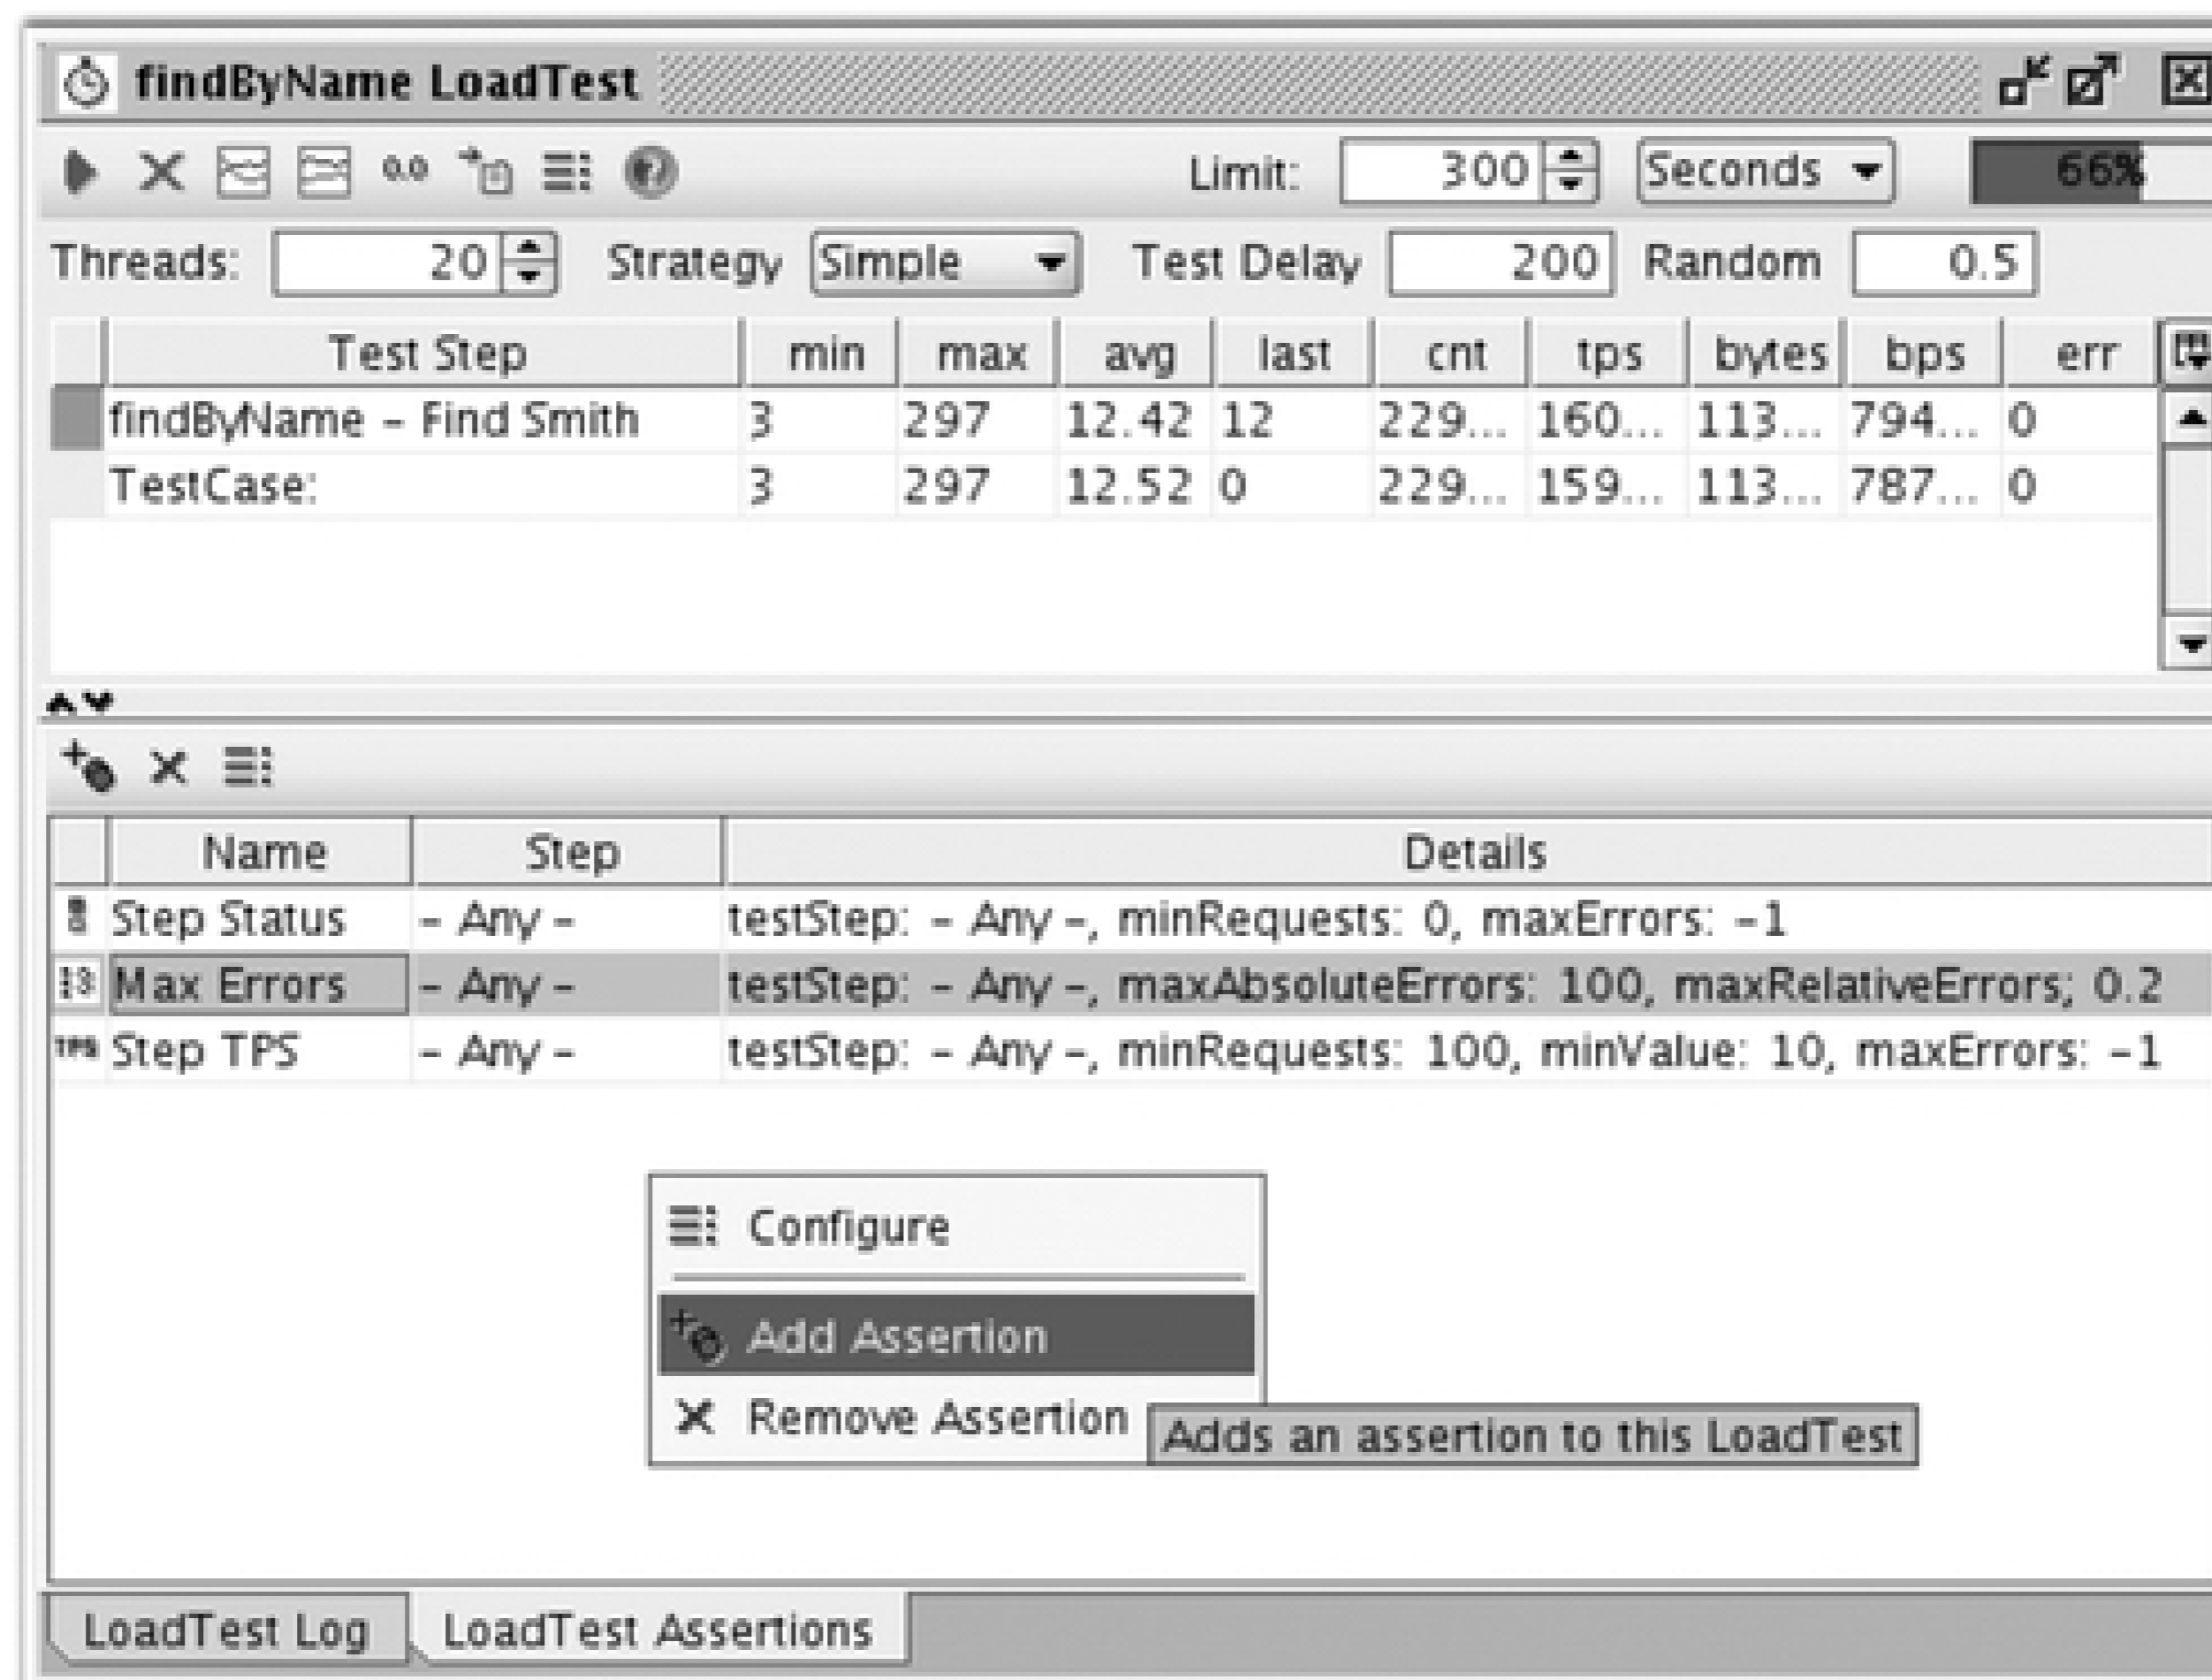 findByName LoadTest
0.0 Limit: 300 Seconds 66%
Threads: 20 Strategy Simple Test Delay 200 Random 0.5
Test Step min max avg last cnt tps bytes bps err
findByName – Find Smith 3 297 12.42 12 229... 160... 113... 794... 0
TestCase: 3 297 12.52 0 229... 159... 113... 787... 0
Name Step Details
Step Status – Any – testStep: – Any –, minRequests: 0, maxErrors: –1
Max Errors – Any – testStep: – Any –, maxAbsoluteErrors: 100, maxRelativeErrors; 0.2
TPS Step TPS – Any – testStep: – Any –, minRequests: 100, minValue: 10, maxErrors: –1
Configure
Add Assertion
Remove Assertion
Adds an assertion to this LoadTest
LoadTest Log LoadTest Assertions